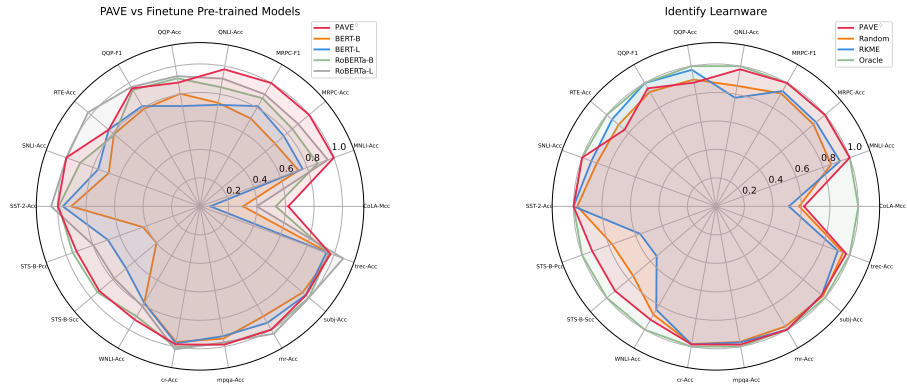 PAVE vs Finetune Pre-trained Models
PAVE
BERT-B
BERT-L
RoBERTa-B
RoBERTa-L
QNLI-Acc
QQP-Acc
MRPC-F1
QQP-F1
MRPC-Acc
RTE-Acc
MNLI-Acc
SNLI-Acc
CoLA-Mcc
SST-2-Acc
trec-Acc
STS-B-Pcc
subj-Acc
STS-B-Scc
mr-Acc
WNLI-Acc
mpqa-Acc
cr-Acc
0.2
0.4
0.6
0.8
1.0
Identify Learnware
PAVE
Random
RKME
Oracle
QNLI-Acc
QQP-Acc
MRPC-F1
QQP-F1
MRPC-Acc
RTE-Acc
MNLI-Acc
SNLI-Acc
CoLA-Mcc
SST-2-Acc
trec-Acc
STS-B-Pcc
subj-Acc
STS-B-Scc
mr-Acc
WNLI-Acc
mpqa-Acc
cr-Acc
0.2
0.4
0.6
0.8
1.0